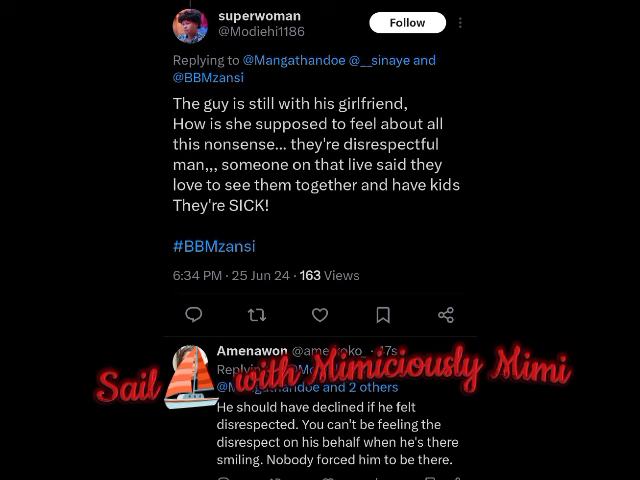 superwoman
@Modiehi1186
Follow
Replying to @Mangathandoe @__sinaye and
@BBMzansi
The guy is still with his girlfriend,
How is she supposed to feel about all
this nonsense... they're disrespectful
man,,, someone on that live said they
love to see them together and have kids
They're SICK!
#BBMzansi
6:34 PM · 25 Jun 24 · 163 Views
Amenawon
Sail with Mimiciously Mimi
and 2 others
He should have declined if he felt
disrespected. You can't be feeling the
disrespect on his behalf when he's there
smiling. Nobody forced him to be there.